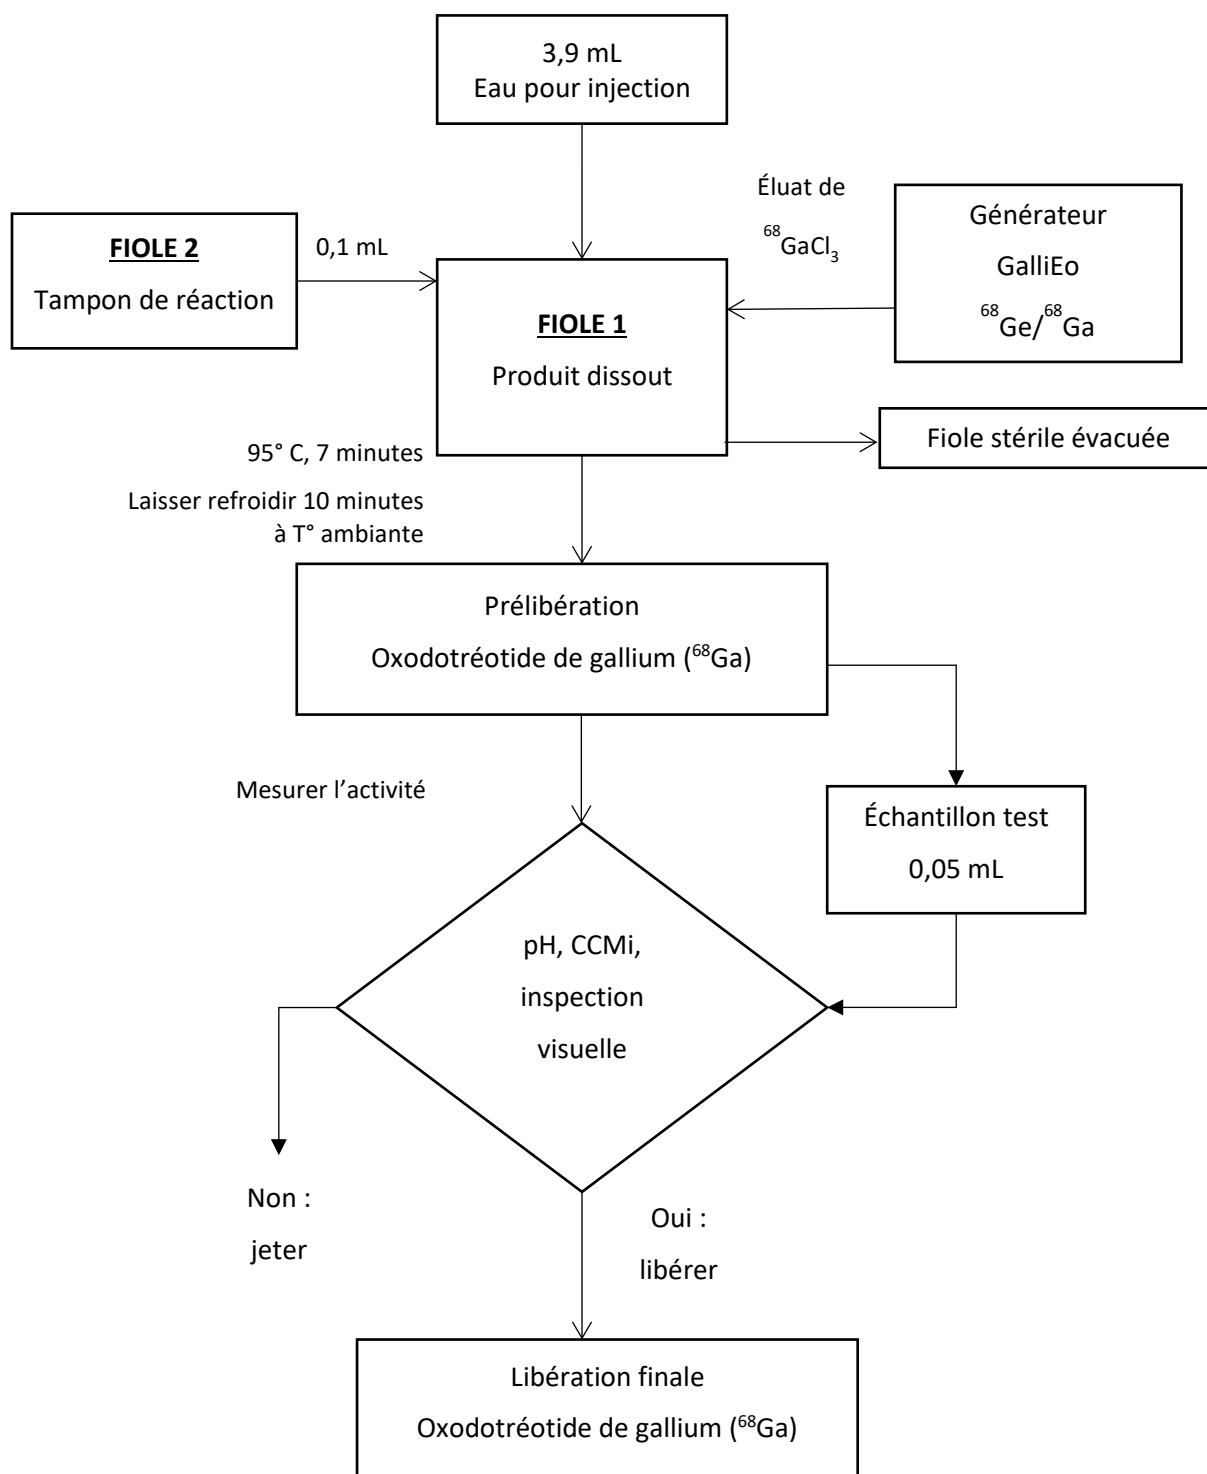 3,9 mL
Eau pour injection
Éluat de
⁶⁸GaCl₃
Générateur
GalliEo
⁶⁸Ge/⁶⁸Ga
FIOLE 2
Tampon de réaction
0,1 mL
FIOLE 1
Produit dissout
Fiole stérile évacuée
95° C, 7 minutes
Laisser refroidir 10 minutes
à T° ambiante
Prélibération
Oxodotréotide de gallium (⁶⁸Ga)
Mesurer l’activité
Échantillon test
0,05 mL
pH, CCMi,
inspection
visuelle
Non :
jeter
Oui :
libérer
Libération finale
Oxodotréotide de gallium (⁶⁸Ga)